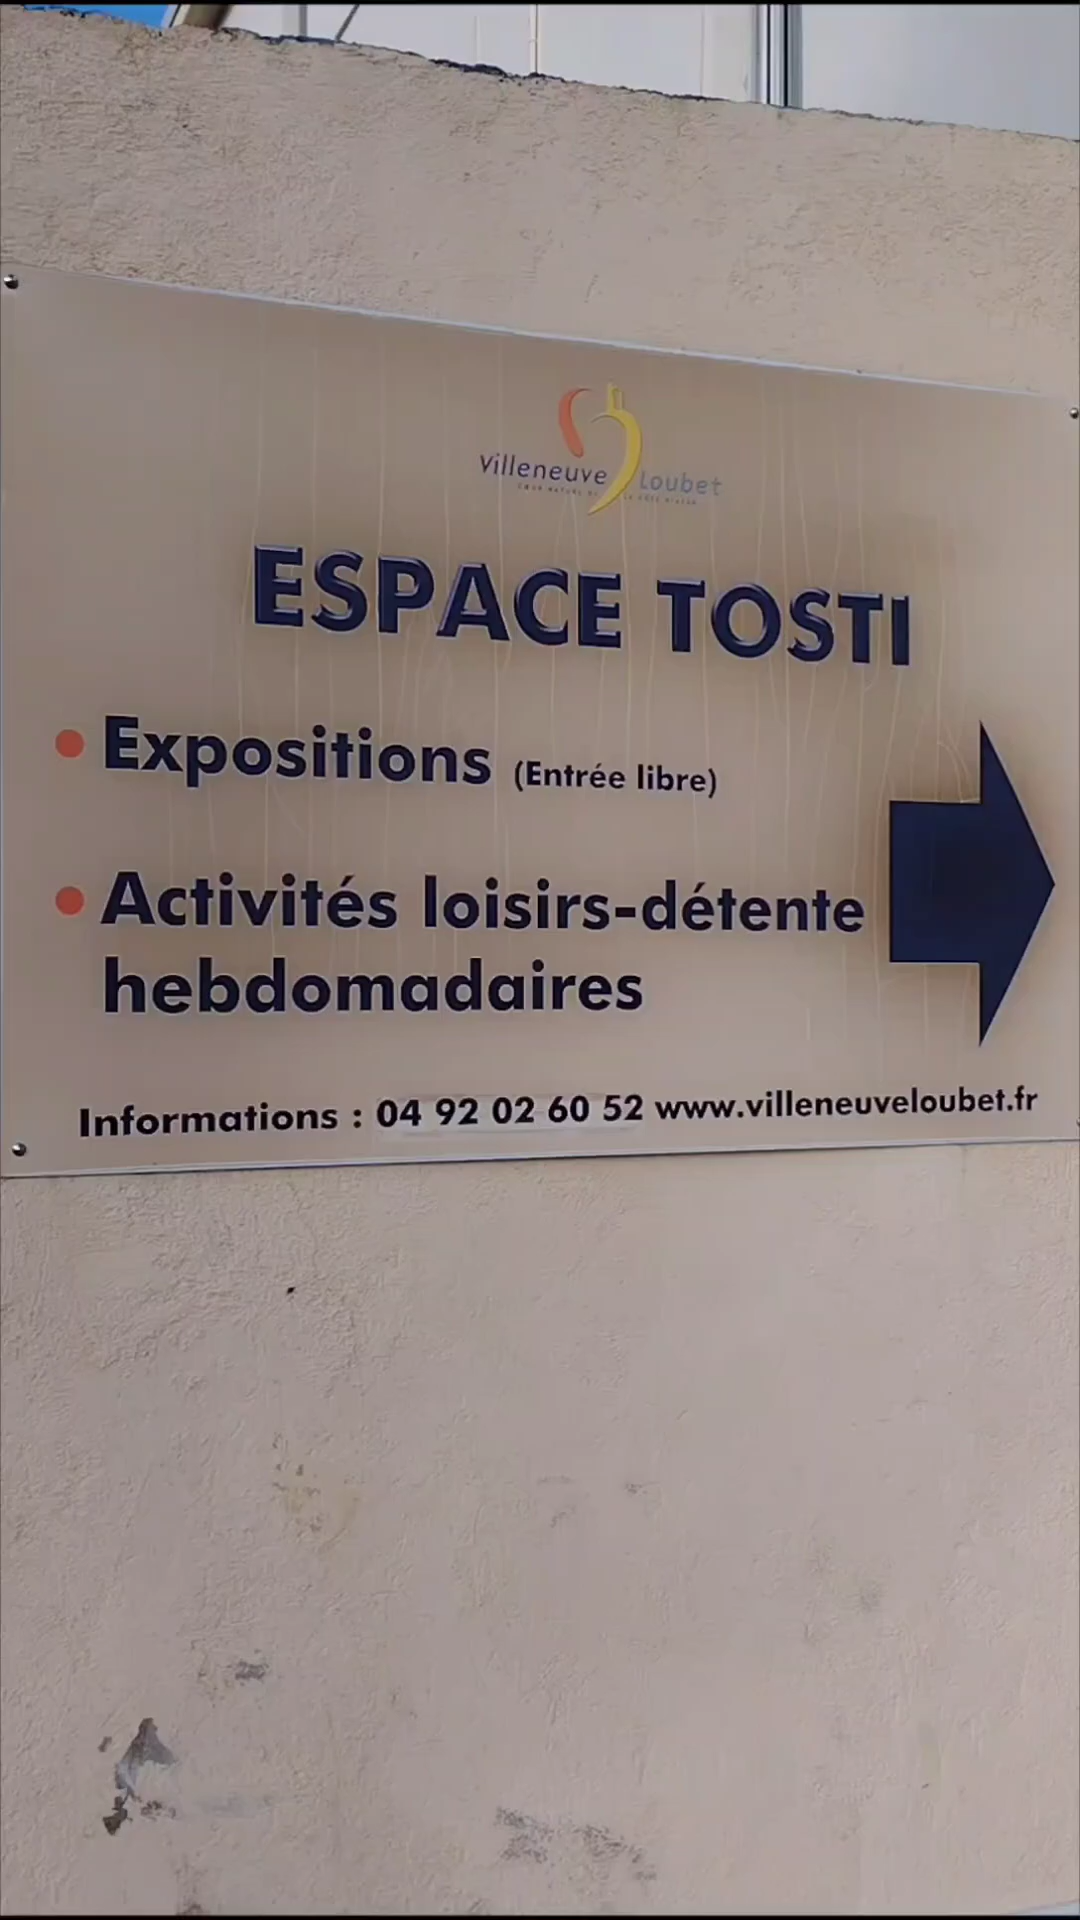 Villeneuve Loubet
ESPACE TOSTI
• Expositions (Entrée libre)
• Activités loisirs-détente
hebdomadaires
Informations : 04 92 02 60 52 www.villeneuveloubet.fr